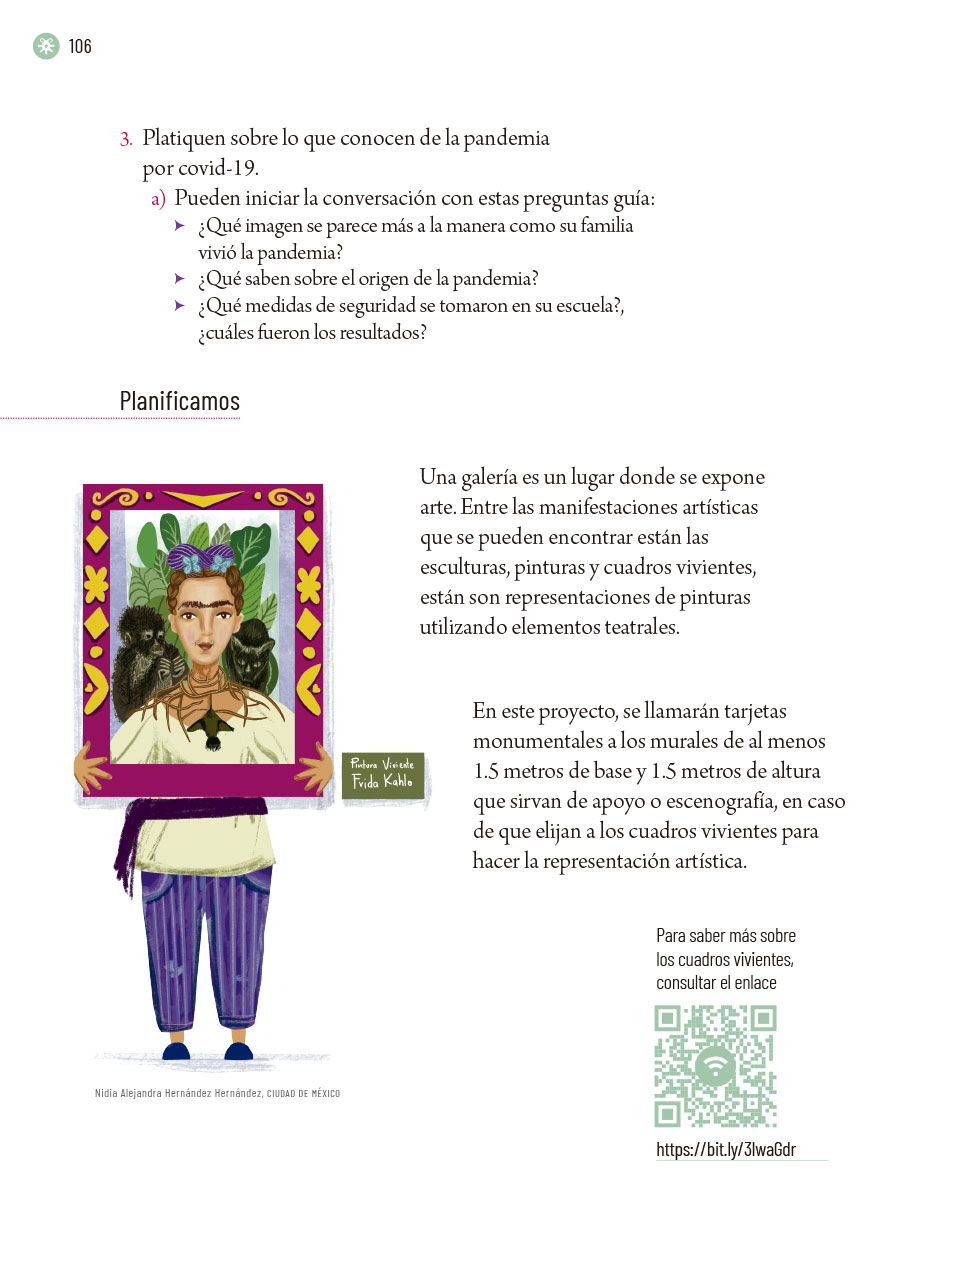 106
3. Platiquen sobre lo que conocen de la pandemia
por covid-19.
a) Pueden iniciar la conversación con estas preguntas guía:
➤ ¿Qué imagen se parece más a la manera como su familia
vivió la pandemia?
➤ ¿Qué saben sobre el origen de la pandemia?
➤ ¿Qué medidas de seguridad se tomaron en su escuela?,
¿cuáles fueron los resultados?
Planificamos
Una galería es un lugar donde se expone
arte. Entre las manifestaciones artísticas
que se pueden encontrar están las
esculturas, pinturas y cuadros vivientes,
están son representaciones de pinturas
utilizando elementos teatrales.
En este proyecto, se llamarán tarjetas
monumentales a los murales de al menos
1.5 metros de base y 1.5 metros de altura
que sirvan de apoyo o escenografía, en caso
de que elijan a los cuadros vivientes para
hacer la representación artística.
Pintura Viviente
Frida Kahlo
Nidia Alejandra Hernández Hernández, CIUDAD DE MÉXICO
Para saber más sobre
los cuadros vivientes,
consultar el enlace
https://bit.ly/3lwaGdr